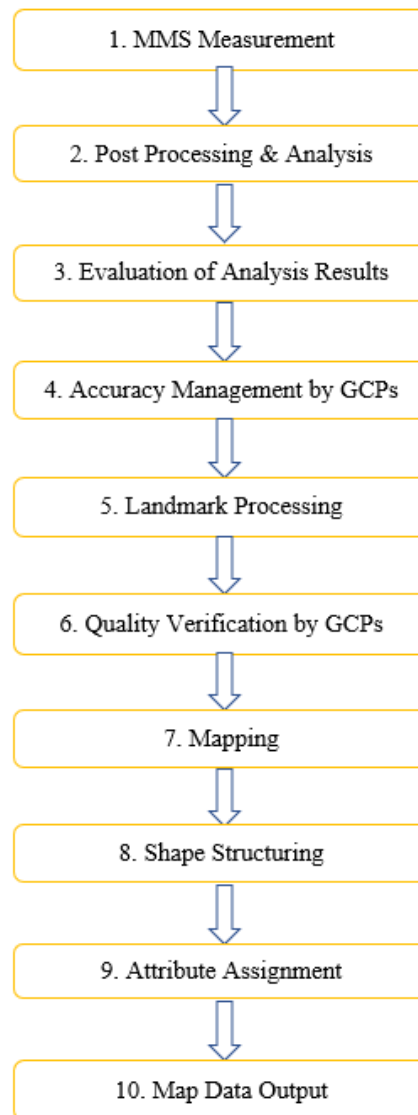 1. MMS Measurement
2. Post Processing & Analysis
3. Evaluation of Analysis Results
4. Accuracy Management by GCPs
5. Landmark Processing
6. Quality Verification by GCPs
7. Mapping
8. Shape Structuring
9. Attribute Assignment
10. Map Data Output